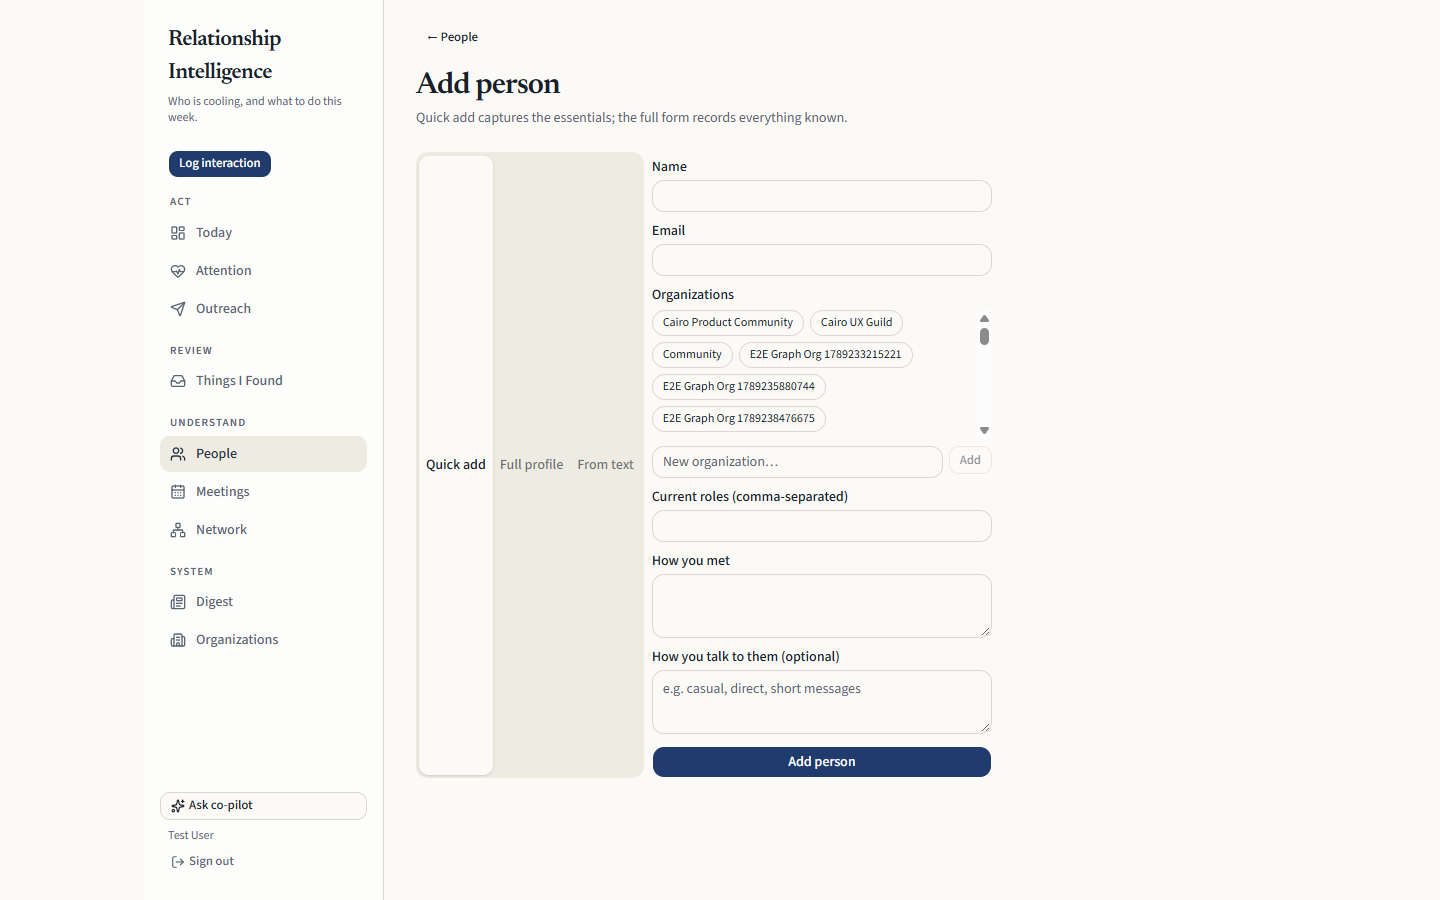 Relationship
Intelligence
Who is cooling, and what to do this
week.
Log interaction
ACT
Today
Attention
Outreach
REVIEW
Things I Found
UNDERSTAND
People
Meetings
Network
SYSTEM
Digest
Organizations
Ask co-pilot
Test User
Sign out
← People
Add person
Quick add captures the essentials; the full form records everything known.
Quick add
Full profile
From text
Name
Email
Organizations
Cairo Product Community
Cairo UX Guild
Community
E2E Graph Org 1789233215221
E2E Graph Org 1789235880744
E2E Graph Org 1789238476675
New organization...
Add
Current roles (comma-separated)
How you met
How you talk to them (optional)
e.g. casual, direct, short messages
Add person